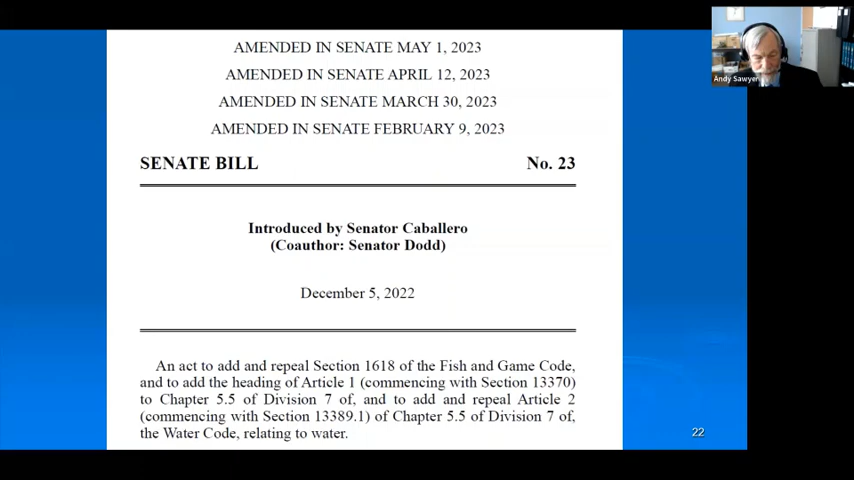 AMENDED IN SENATE MAY 1, 2023
AMENDED IN SENATE APRIL 12, 2023
AMENDED IN SENATE MARCH 30, 2023
AMENDED IN SENATE FEBRUARY 9, 2023
SENATE BILL No. 23
Introduced by Senator Caballero
(Coauthor: Senator Dodd)
December 5, 2022
An act to add and repeal Section 1618 of the Fish and Game Code,
and to add the heading of Article 1 (commencing with Section 13370)
to Chapter 5.5 of Division 7 of, and to add and repeal Article 2
(commencing with Section 13389.1) of Chapter 5.5 of Division 7 of,
the Water Code, relating to water.
22
Andy Sawyer